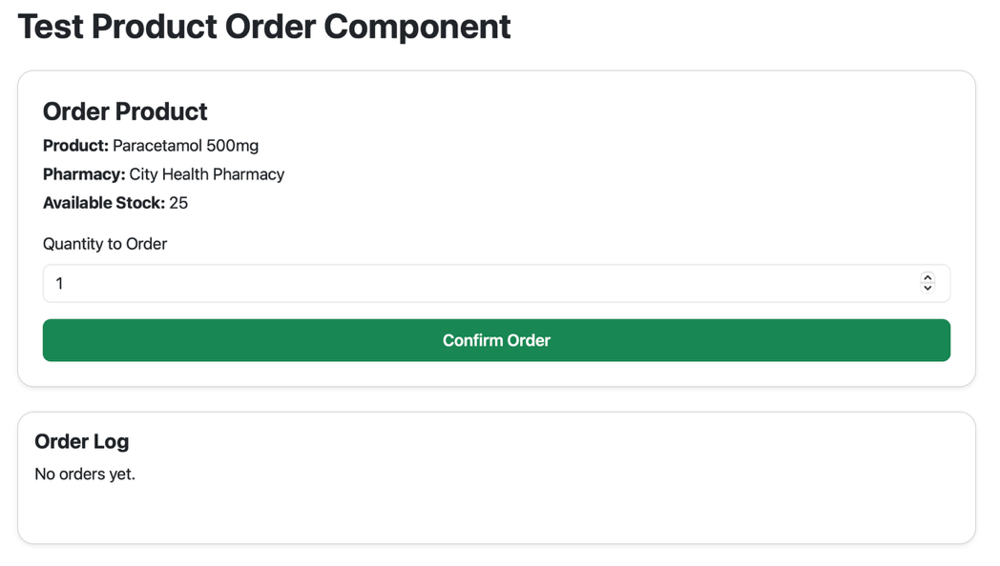 Test Product Order Component
Order Product
Product: Paracetamol 500mg
Pharmacy: City Health Pharmacy
Available Stock: 25
Quantity to Order
1
Confirm Order
Order Log
No orders yet.